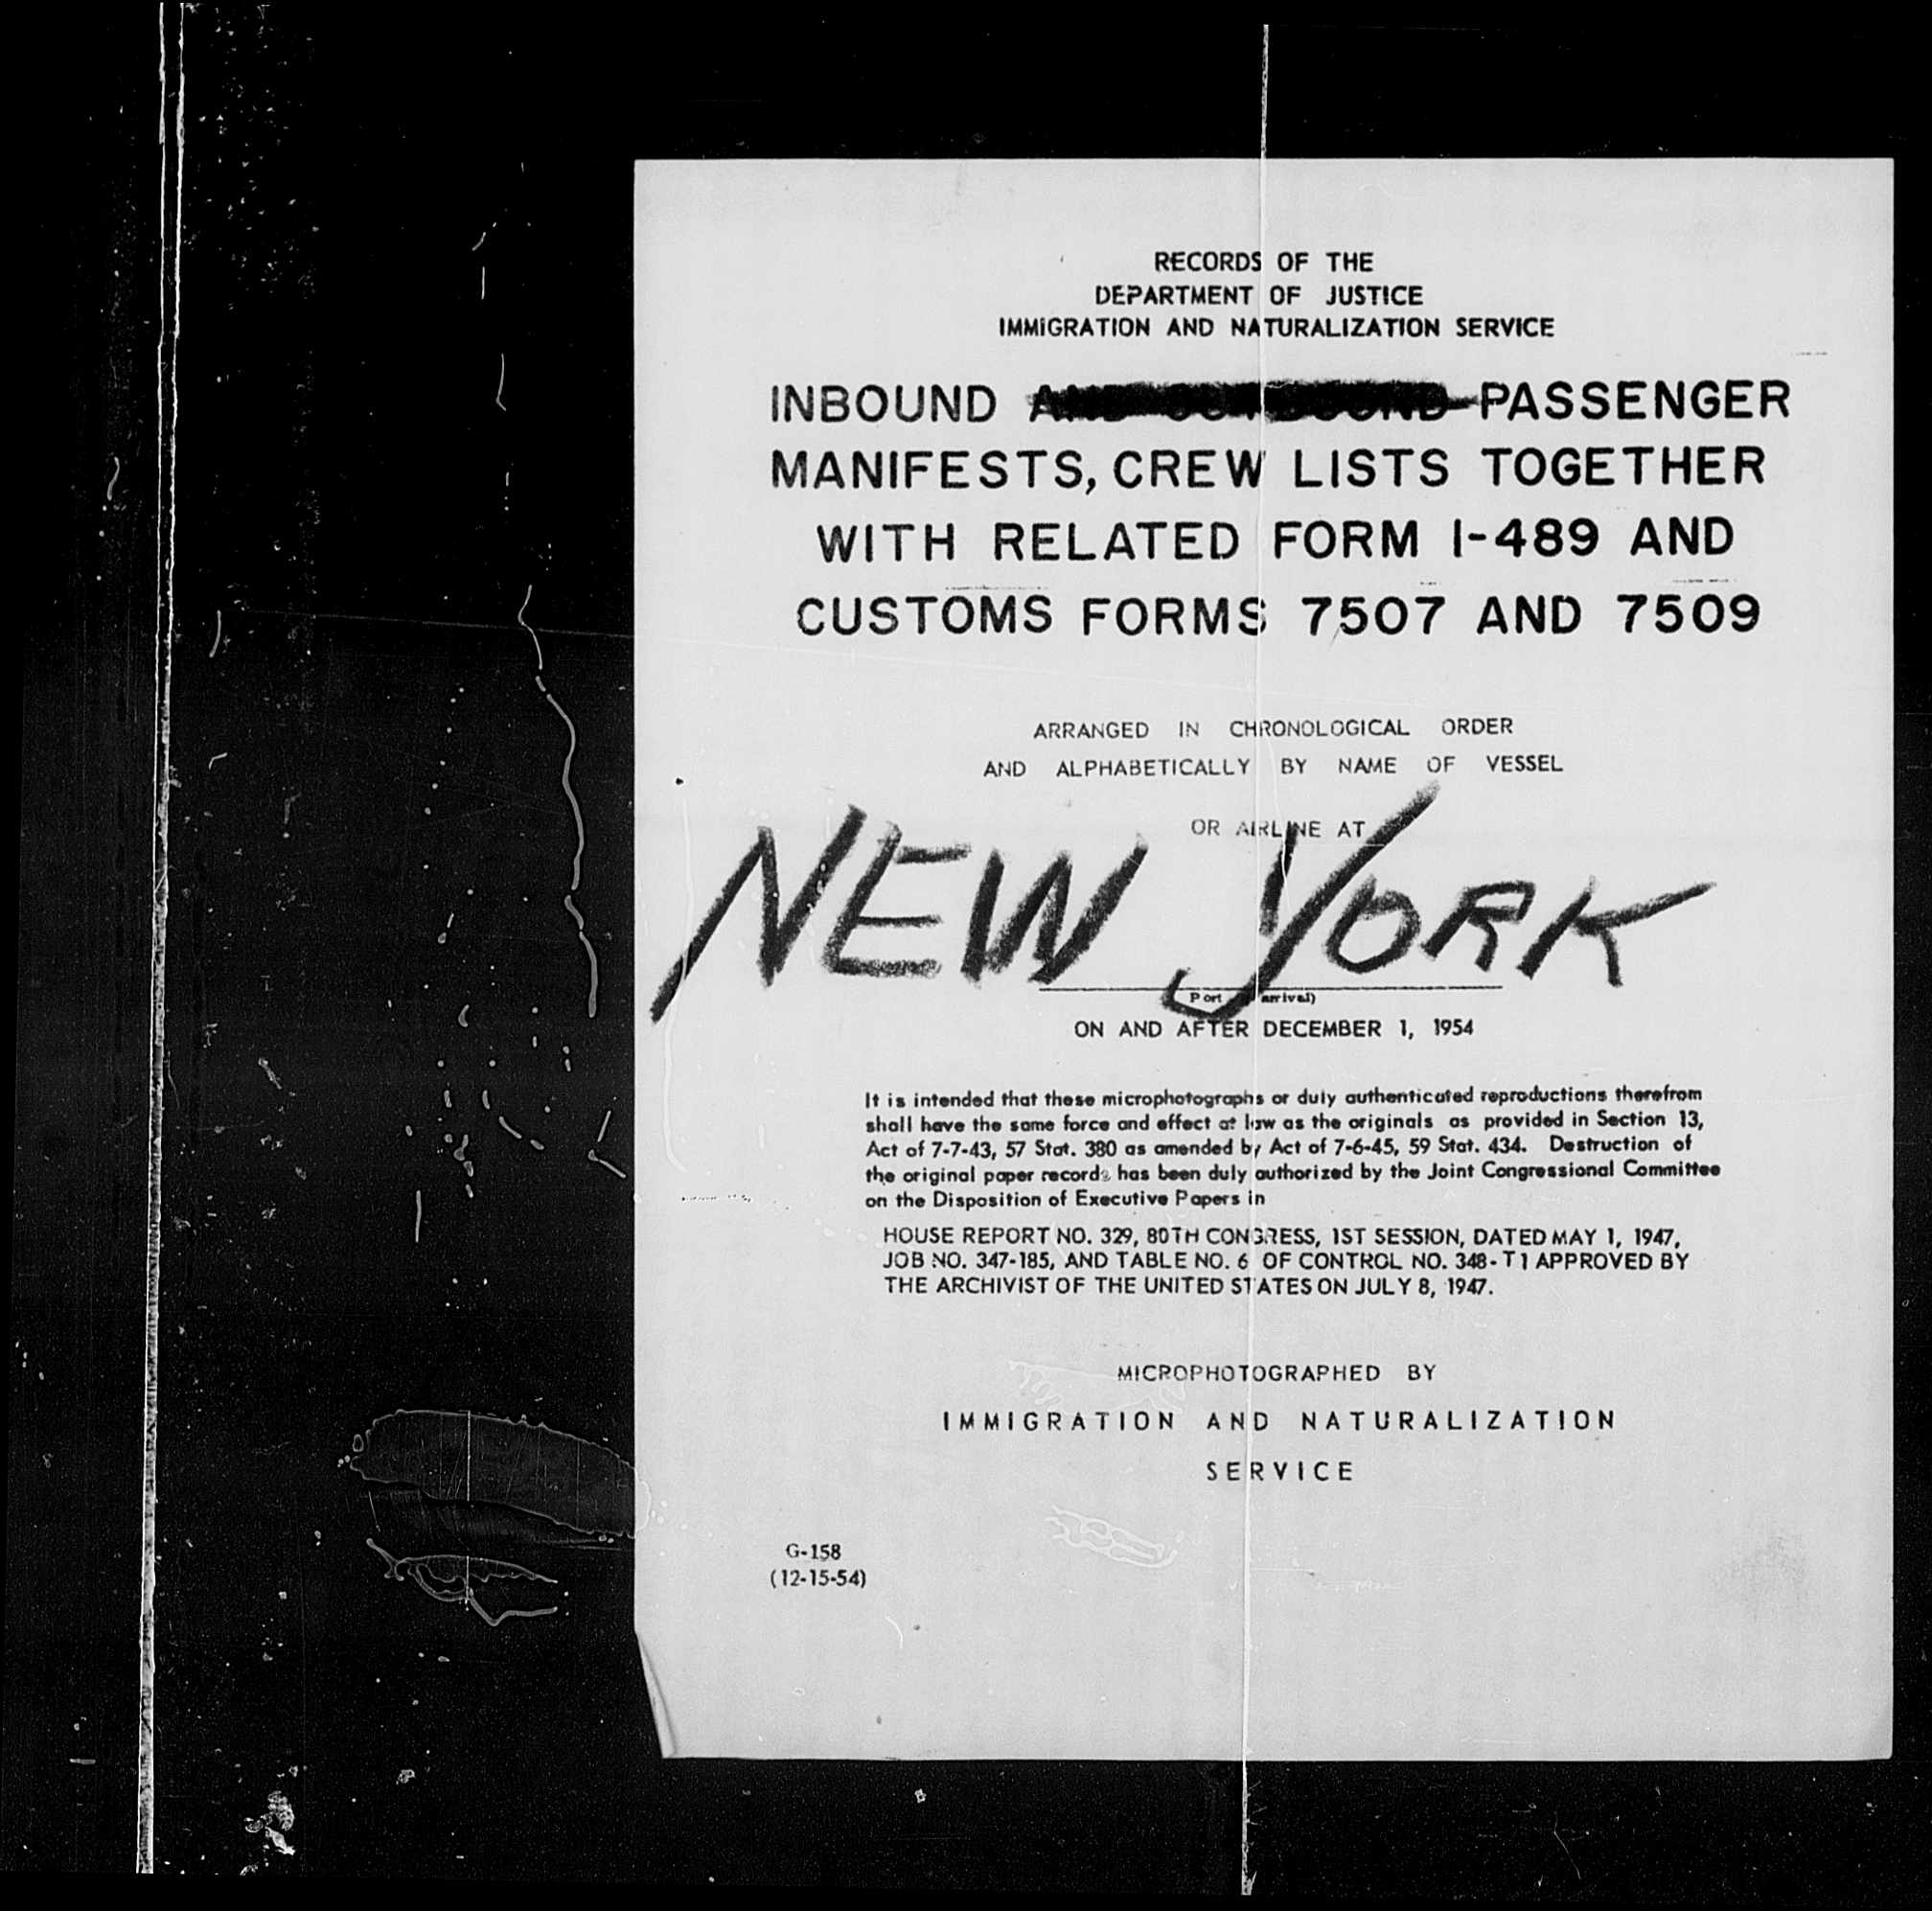 RECORDS OF THE
DEPARTMENT OF JUSTICE
IMMIGRATION AND NATURALIZATION SERVICE
INBOUND AND OUTBOUND PASSENGER
MANIFESTS, CREW LISTS TOGETHER
WITH RELATED FORM I-489 AND
CUSTOMS FORMS 7507 AND 7509
ARRANGED IN CHRONOLOGICAL ORDER
AND ALPHABETICALLY BY NAME OF VESSEL
OR AIRLINE AT
NEW YORK
Port arrival)
ON AND AFTER DECEMBER 1, 1954
It is intended that these microphotographs or duly authenticated reproductions therefrom
shall have the same force and effect at law as the originals as provided in Section 13,
Act of 7-7-43, 57 Stat. 380 as amended by Act of 7-6-45, 59 Stat. 434. Destruction of
the original paper records has been duly authorized by the Joint Congressional Committee
on the Disposition of Executive Papers in
HOUSE REPORT NO. 329, 80TH CONGRESS, 1ST SESSION, DATED MAY 1, 1947,
JOB NO. 347-185, AND TABLE NO. 6 OF CONTROL NO. 348-T1 APPROVED BY
THE ARCHIVIST OF THE UNITED STATES ON JULY 8, 1947.
MICROPHOTOGRAPHED BY
IMMIGRATION AND NATURALIZATION
SERVICE
G-158
(12-15-54)